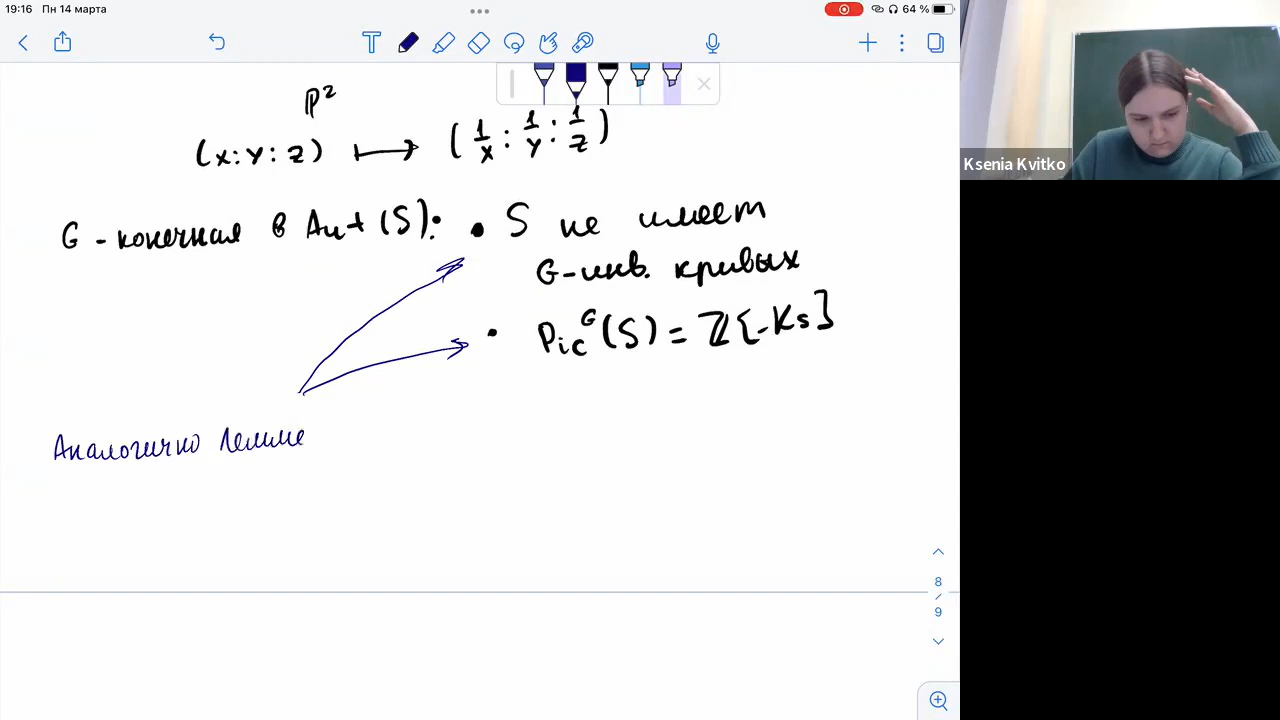 19:16 Пн 14 марта
64 %
Ksenia Kvitko
ℙ²
(x:y:z) ⟼ (1/x : 1/y : 1/z)
G - конечная в Aut (S): • S не имеет
G-инв. кривых
• Pic^G (S) = ℤ[-Ks]
Аналогично Лемме
8
/
9